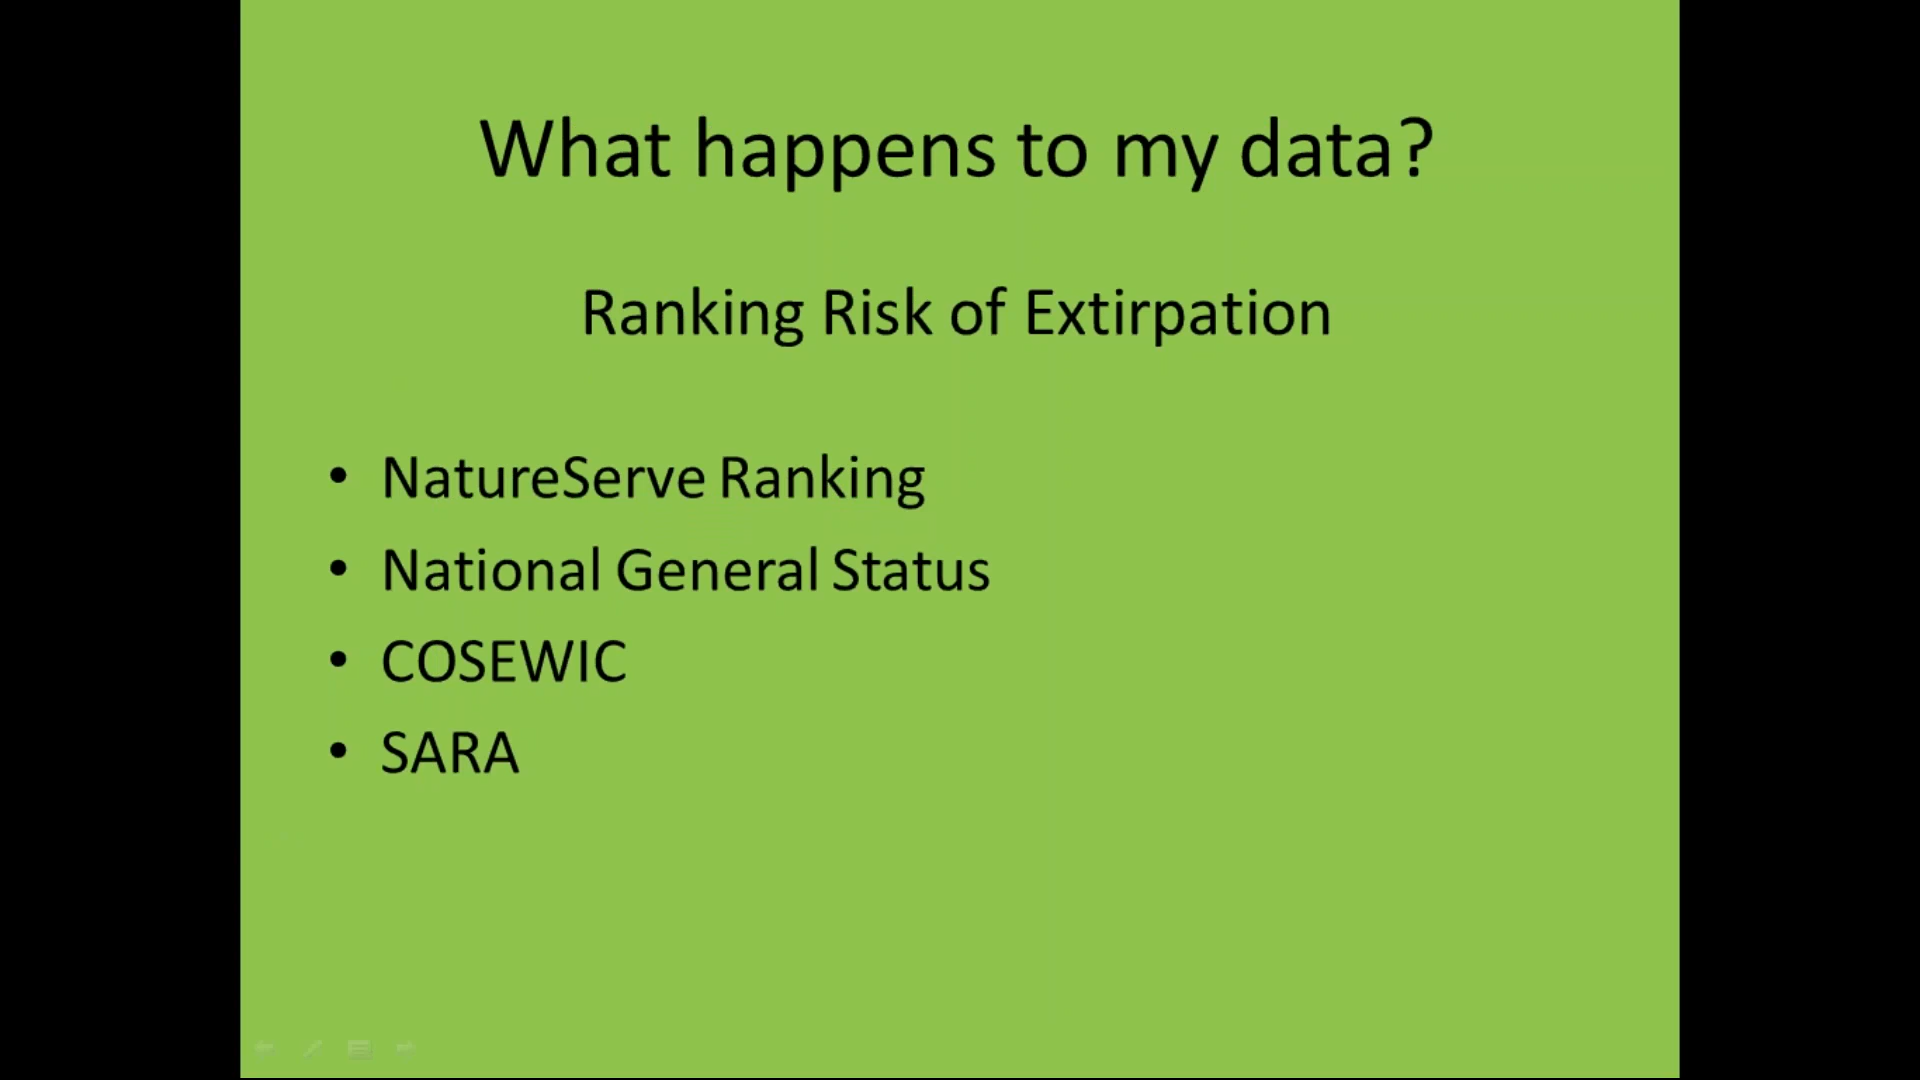 What happens to my data?
Ranking Risk of Extirpation
• NatureServe Ranking
• National General Status
• COSEWIC
• SARA